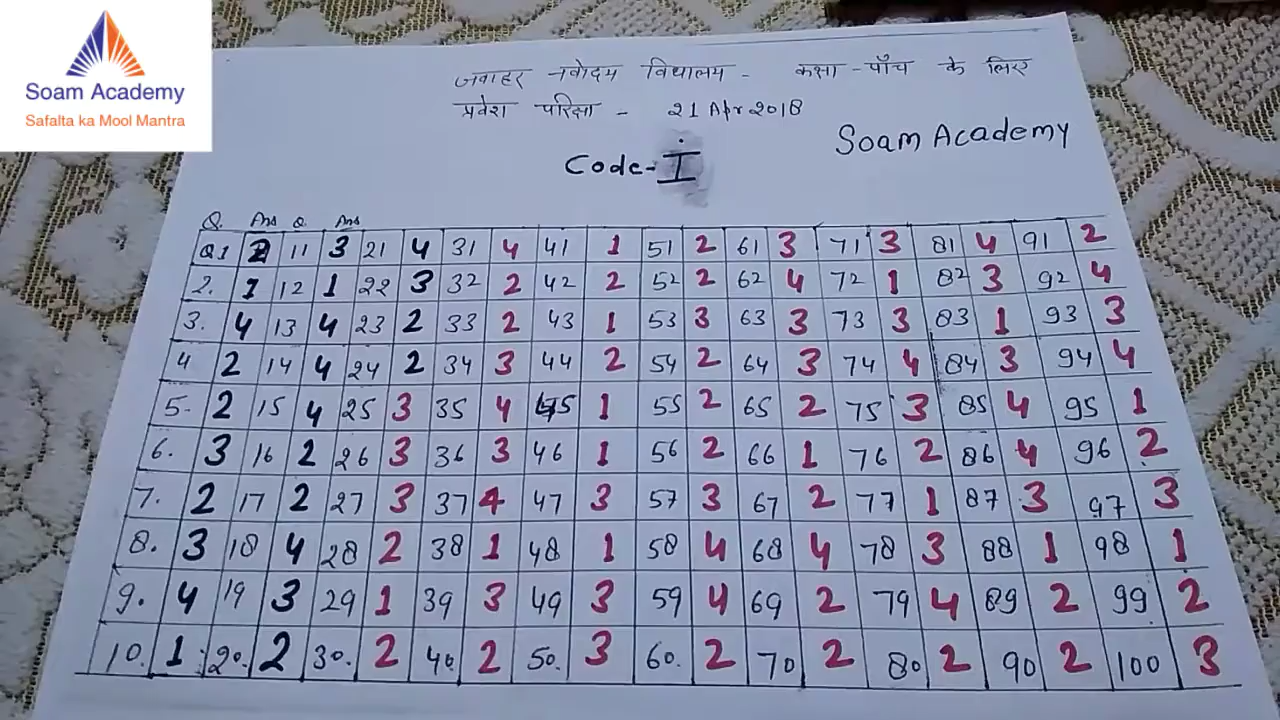 Soam Academy
Safalta ka Mool Mantra
जवाहर नवोदय विद्यालय - कक्षा - पाँच के लिए
प्रवेश परिक्षा - 21 Apr 2018
Soam Academy
Code - I
Q. Ans Q. Ans
Q1 2 11 3 21 4 31 4 41 1 51 2 61 3 71 3 81 4 91 2
2. 1 12 1 22 3 32 2 42 2 52 2 62 4 72 1 82 3 92 4
3. 4 13 4 23 2 33 2 43 1 53 3 63 3 73 3 83 1 93 3
4 2 14 4 24 2 34 3 44 2 54 2 64 3 74 4 84 3 94 4
5. 2 15 4 25 3 35 4 45 1 55 2 65 2 75 3 85 4 95 1
6. 3 16 2 26 3 36 3 46 1 56 2 66 1 76 2 86 4 96 2
7. 2 17 2 27 3 37 4 47 3 57 3 67 2 77 1 87 3 97 3
8. 3 18 4 28 2 38 1 48 1 58 4 68 4 78 3 88 1 98 1
9. 4 19 3 29 1 39 3 49 3 59 4 69 2 79 4 89 2 99 2
10. 1 20. 2 30. 2 40. 2 50. 3 60. 2 70 2 80 2 90 2 100 3